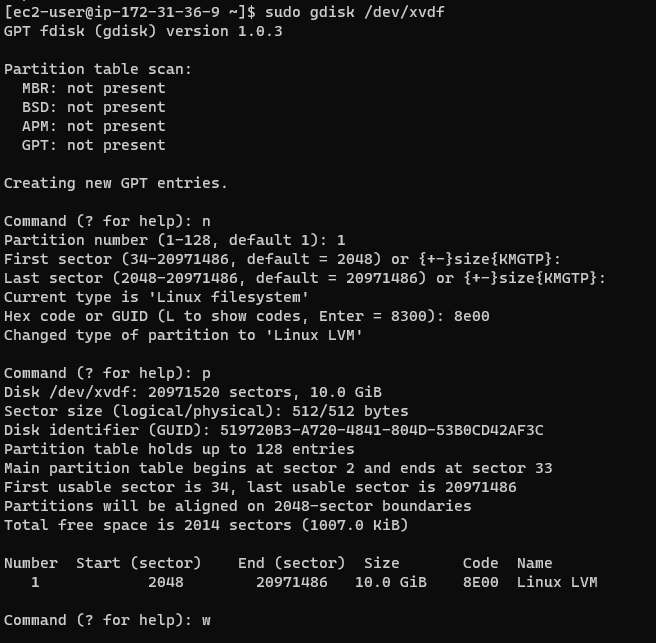 [ec2-user@ip-172-31-36-9 ~]$ sudo gdisk /dev/xvdf
GPT fdisk (gdisk) version 1.0.3
Partition table scan:
MBR: not present
BSD: not present
APM: not present
GPT: not present
Creating new GPT entries.
Command (? for help): n
Partition number (1-128, default 1): 1
First sector (34-20971486, default = 2048) or {+-}size{KMGTP}:
Last sector (2048-20971486, default = 20971486) or {+-}size{KMGTP}:
Current type is 'Linux filesystem'
Hex code or GUID (L to show codes, Enter = 8300): 8e00
Changed type of partition to 'Linux LVM'
Command (? for help): p
Disk /dev/xvdf: 20971520 sectors, 10.0 GiB
Sector size (logical/physical): 512/512 bytes
Disk identifier (GUID): 519720B3-A720-4841-804D-53B0CD42AF3C
Partition table holds up to 128 entries
Main partition table begins at sector 2 and ends at sector 33
First usable sector is 34, last usable sector is 20971486
Partitions will be aligned on 2048-sector boundaries
Total free space is 2014 sectors (1007.0 KiB)
Number  Start (sector)    End (sector)  Size       Code  Name
1            2048        20971486   10.0 GiB    8E00  Linux LVM
Command (? for help): w